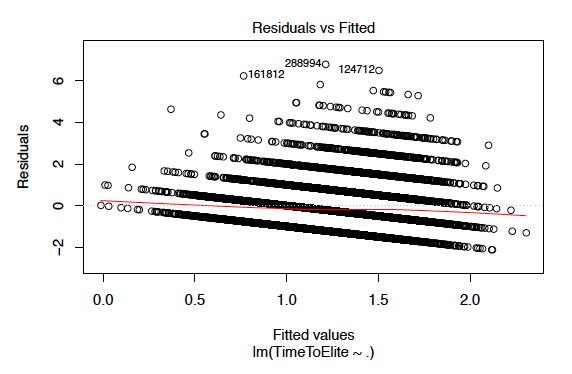 Residuals vs Fitted
288994
124712
161812
Residuals
6
4
2
0
−2
0.0 0.5 1.0 1.5 2.0
Fitted values
lm(TimeToElite ~ .)